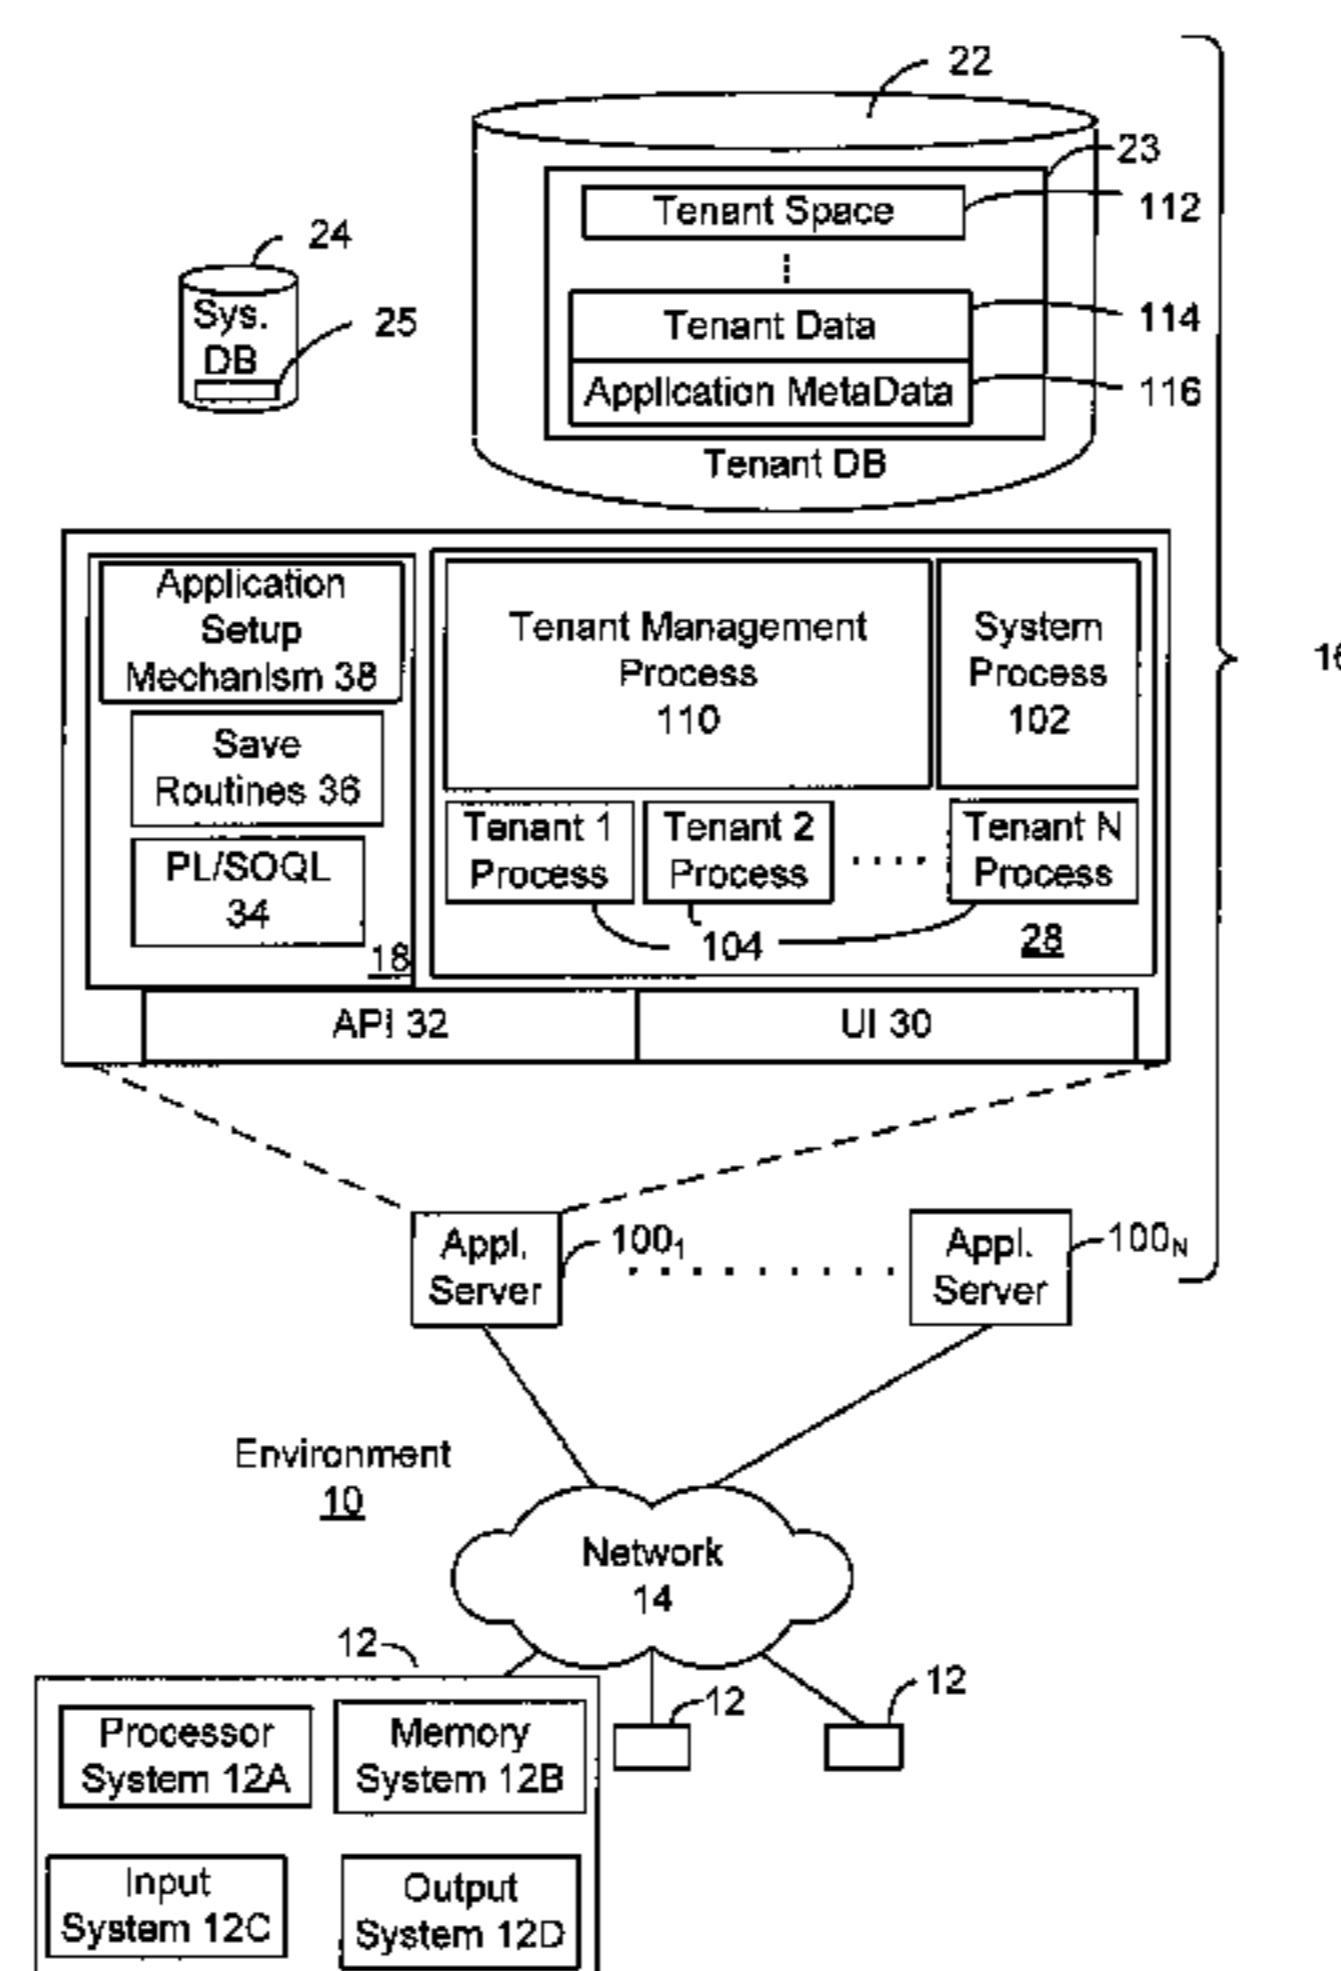 22
23
Tenant Space
112
24
Sys.
DB
25
Tenant Data
114
Application MetaData
116
Tenant DB
Application
Setup
Mechanism 38
Tenant Management
Process
110
System
Process
102
16
Save
Routines 36
Tenant 1
Process
Tenant 2
Process
Tenant N
Process
PL/SOQL
34
18
104
28
API 32
UI 30
Appl.
Server
100₁
Appl.
Server
100N
Environment
10
Network
14
12
12
12
Processor
System 12A
Memory
System 12B
Input
System 12C
Output
System 12D